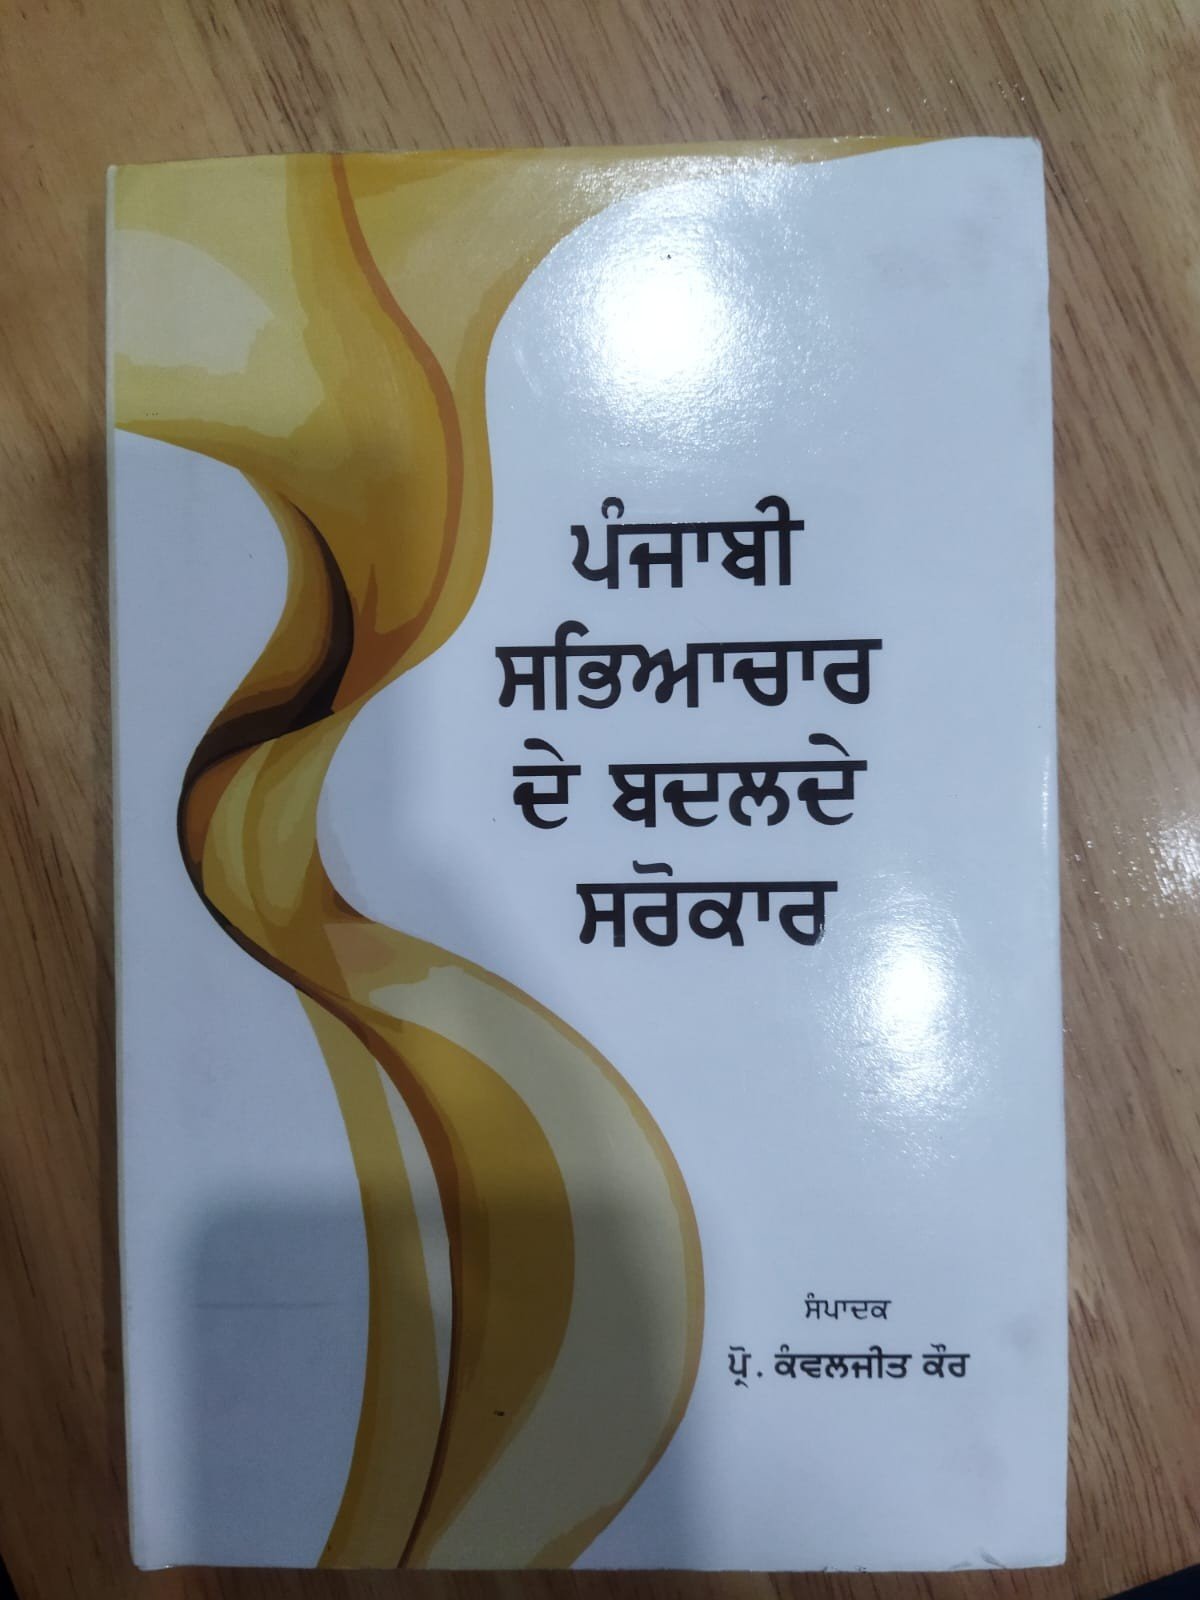 ਪੰਜਾਬੀ
ਸਭਿਆਚਾਰ
ਦੇ ਬਦਲਦੇ
ਸਰੋਕਾਰ
ਸੰਪਾਦਕ
ਪ੍ਰੋ. ਕੰਵਲਜੀਤ ਕੌਰ